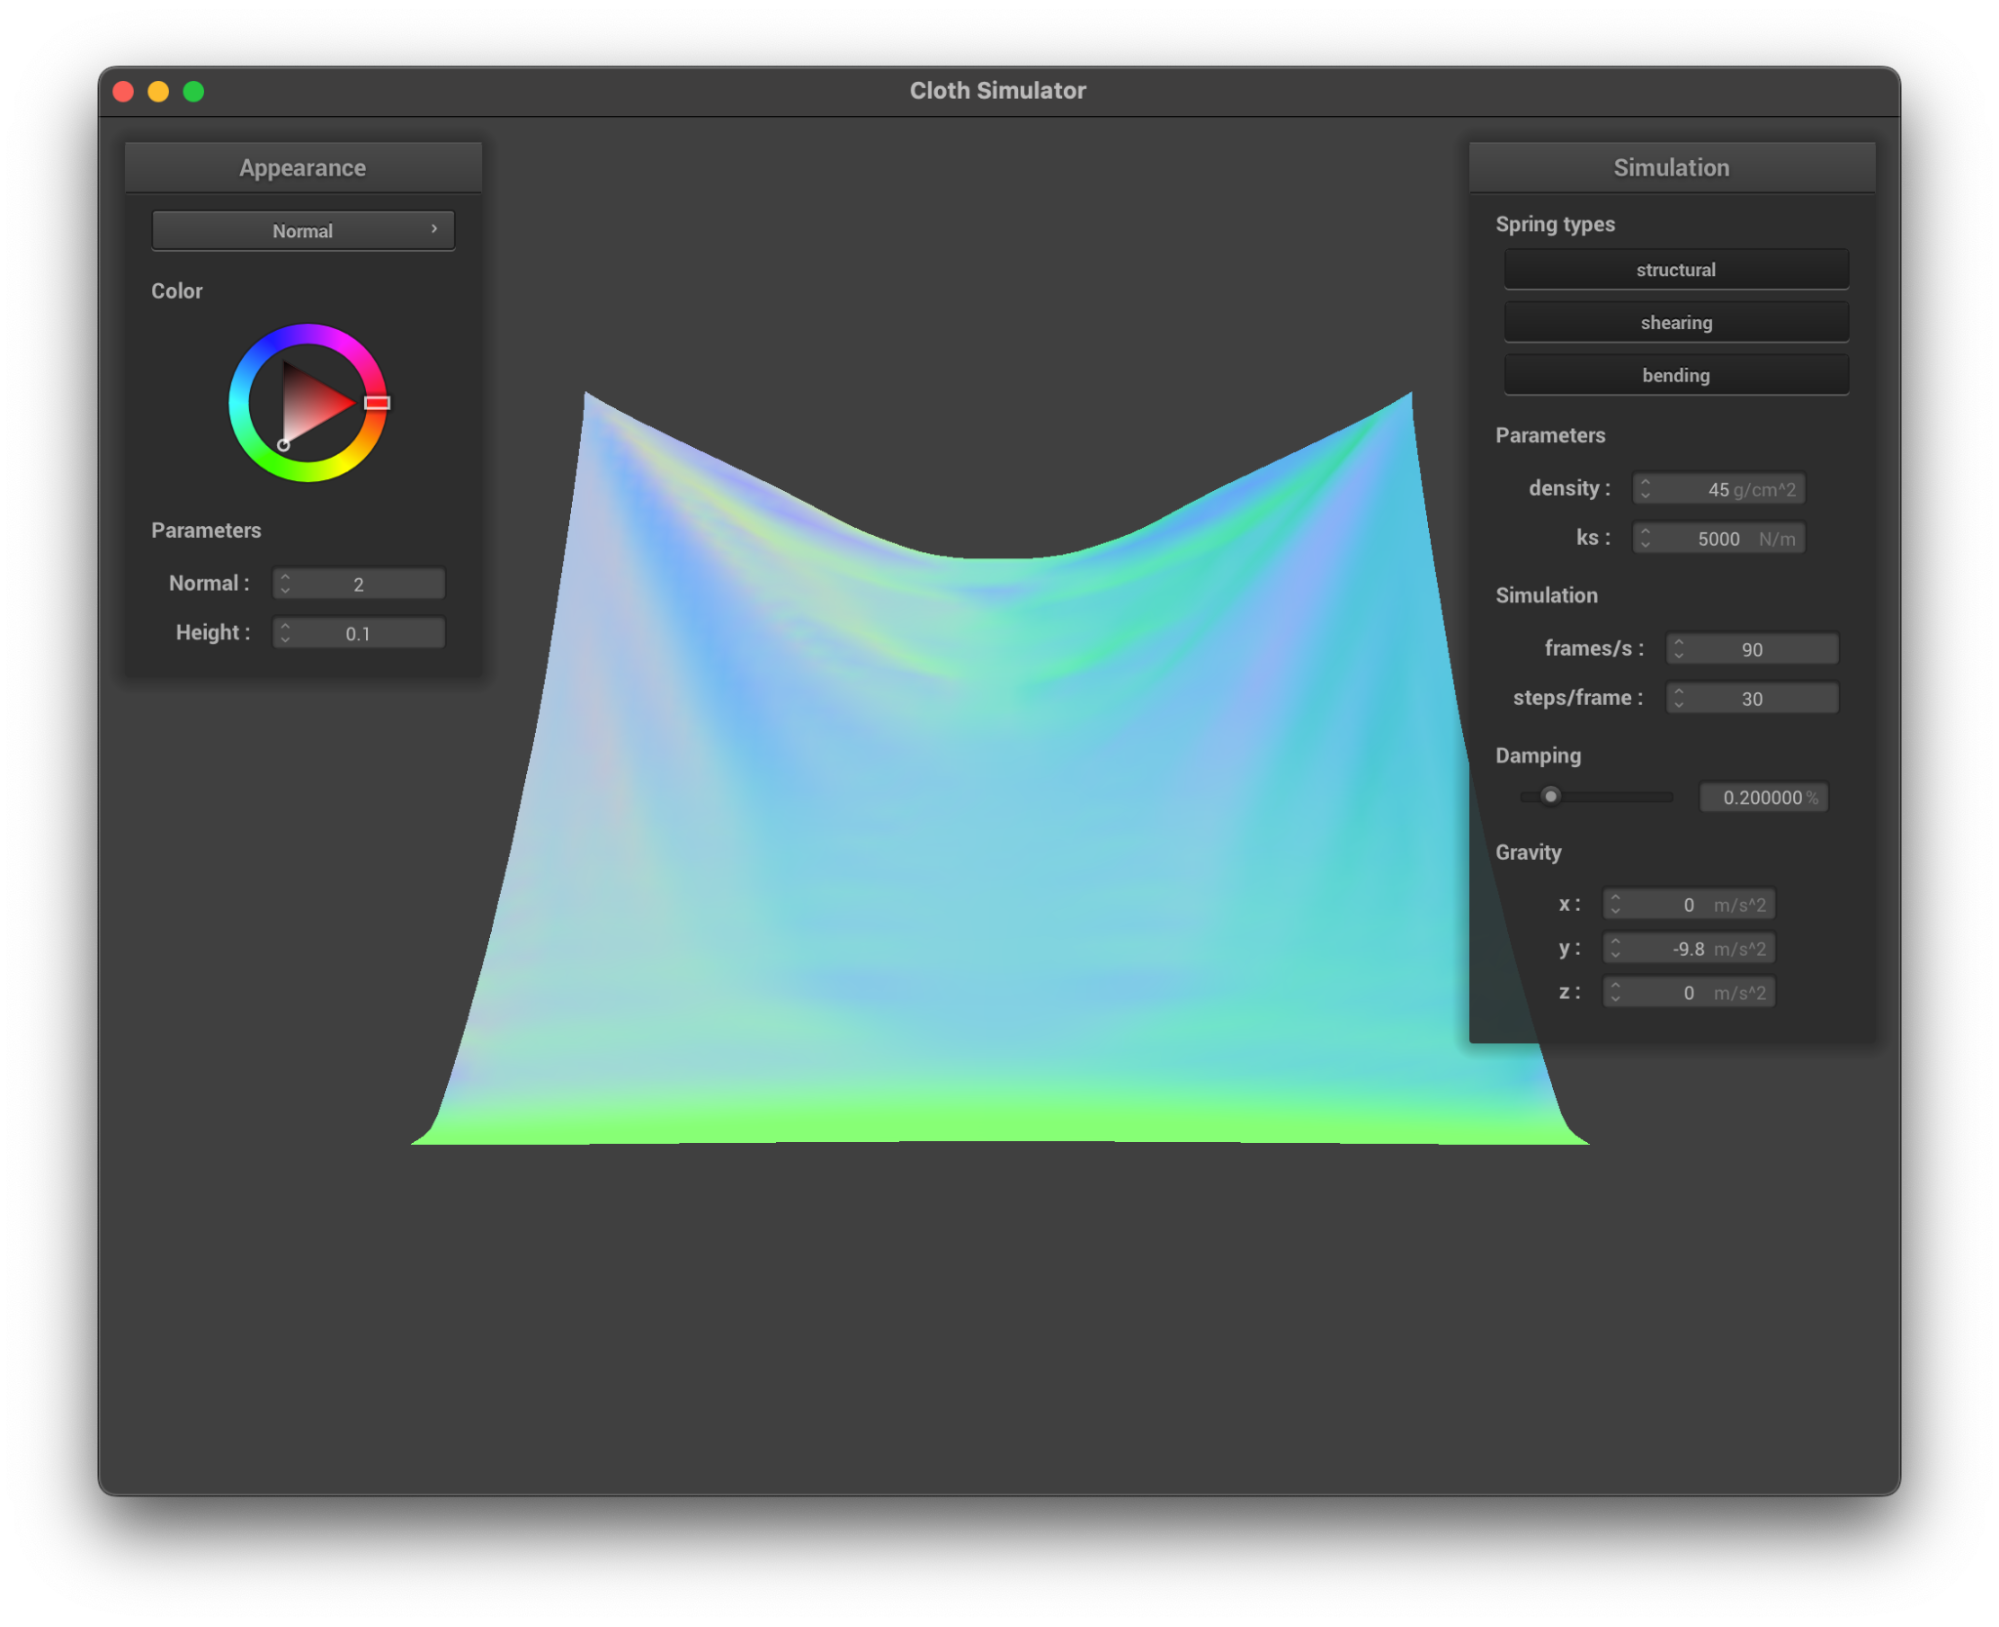 Cloth Simulator
Appearance
Normal
Color
Parameters
Normal : 2
Height : 0.1
Simulation
Spring types
structural
shearing
bending
Parameters
density : 45 g/cm^2
ks : 5000 N/m
Simulation
frames/s : 90
steps/frame : 30
Damping
0.200000 %
Gravity
x : 0 m/s^2
y : -9.8 m/s^2
z : 0 m/s^2